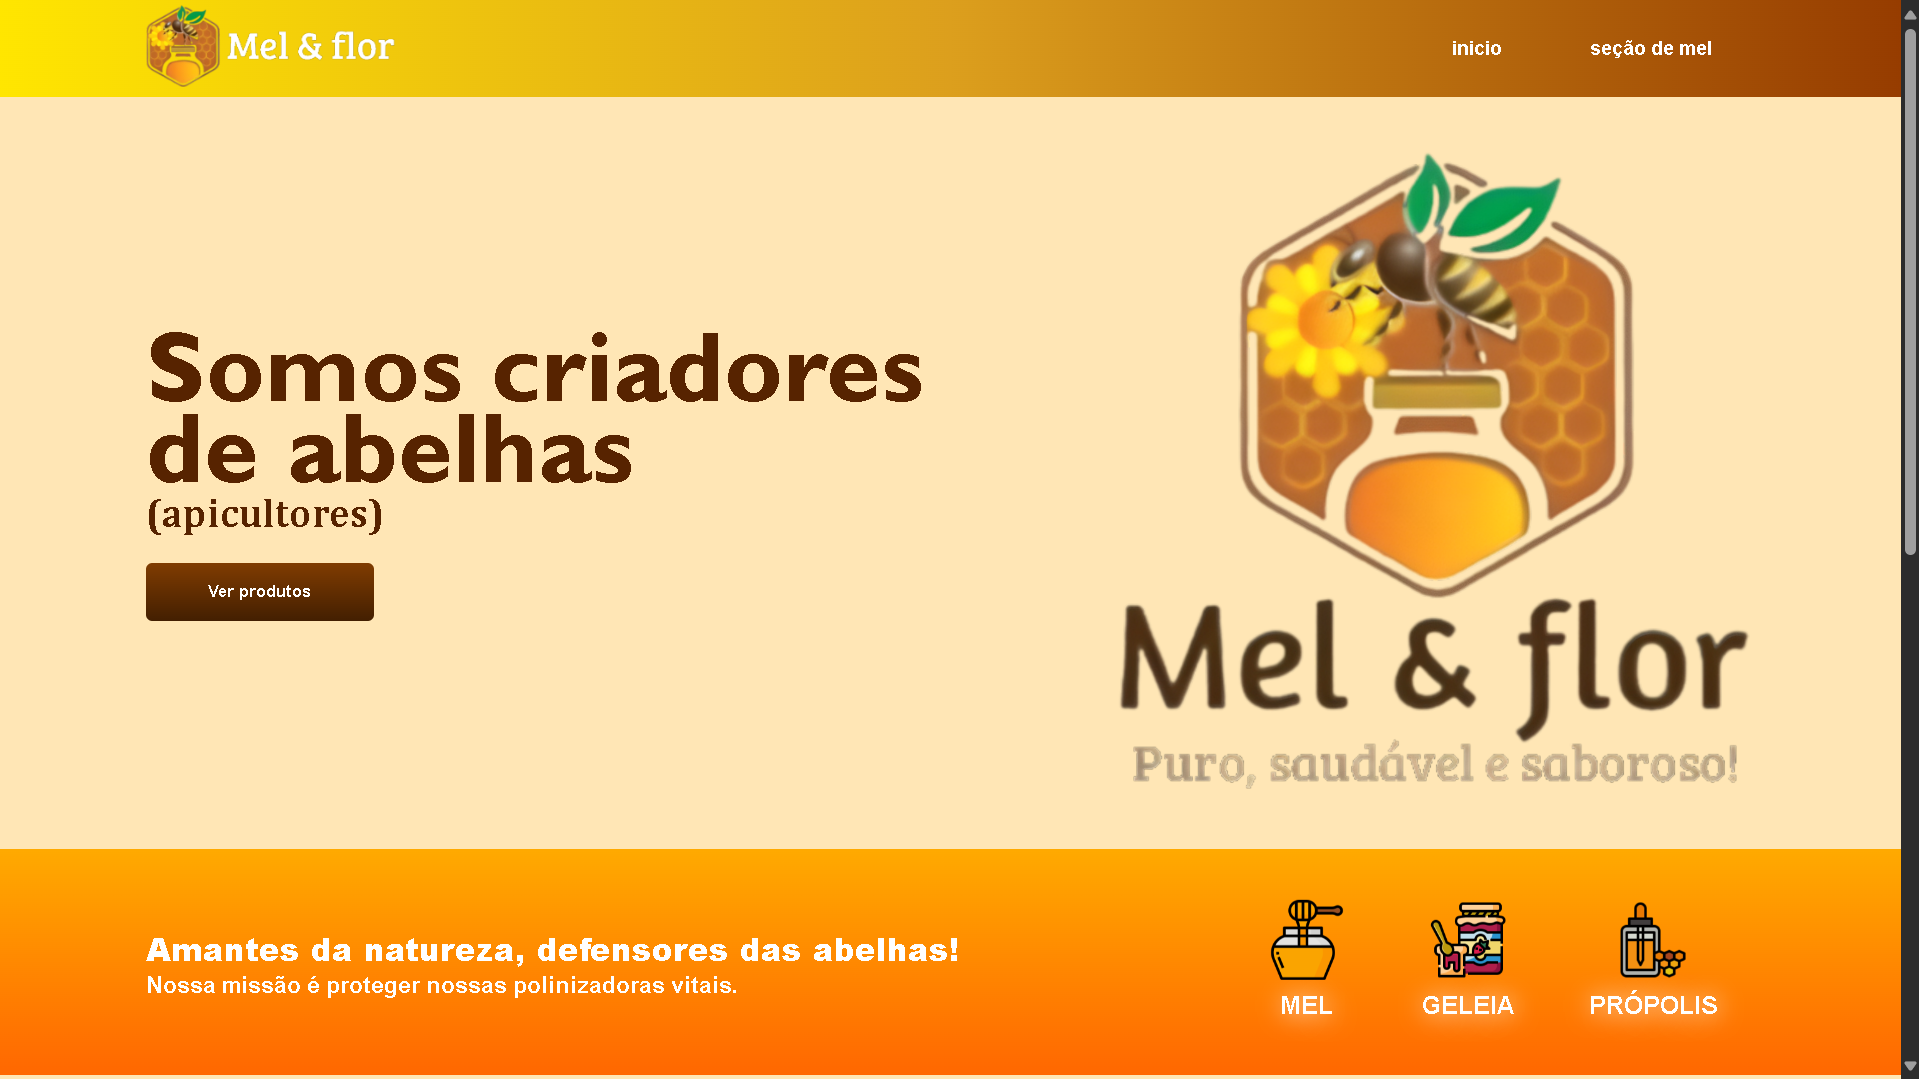 Mel & flor
inicio
seção de mel
Somos criadores
de abelhas
(apicultores)
Ver produtos
Mel & flor
Puro, saudável e saboroso!
Amantes da natureza, defensores das abelhas!
Nossa missão é proteger nossas polinizadoras vitais.
MEL
GELEIA
PRÓPOLIS